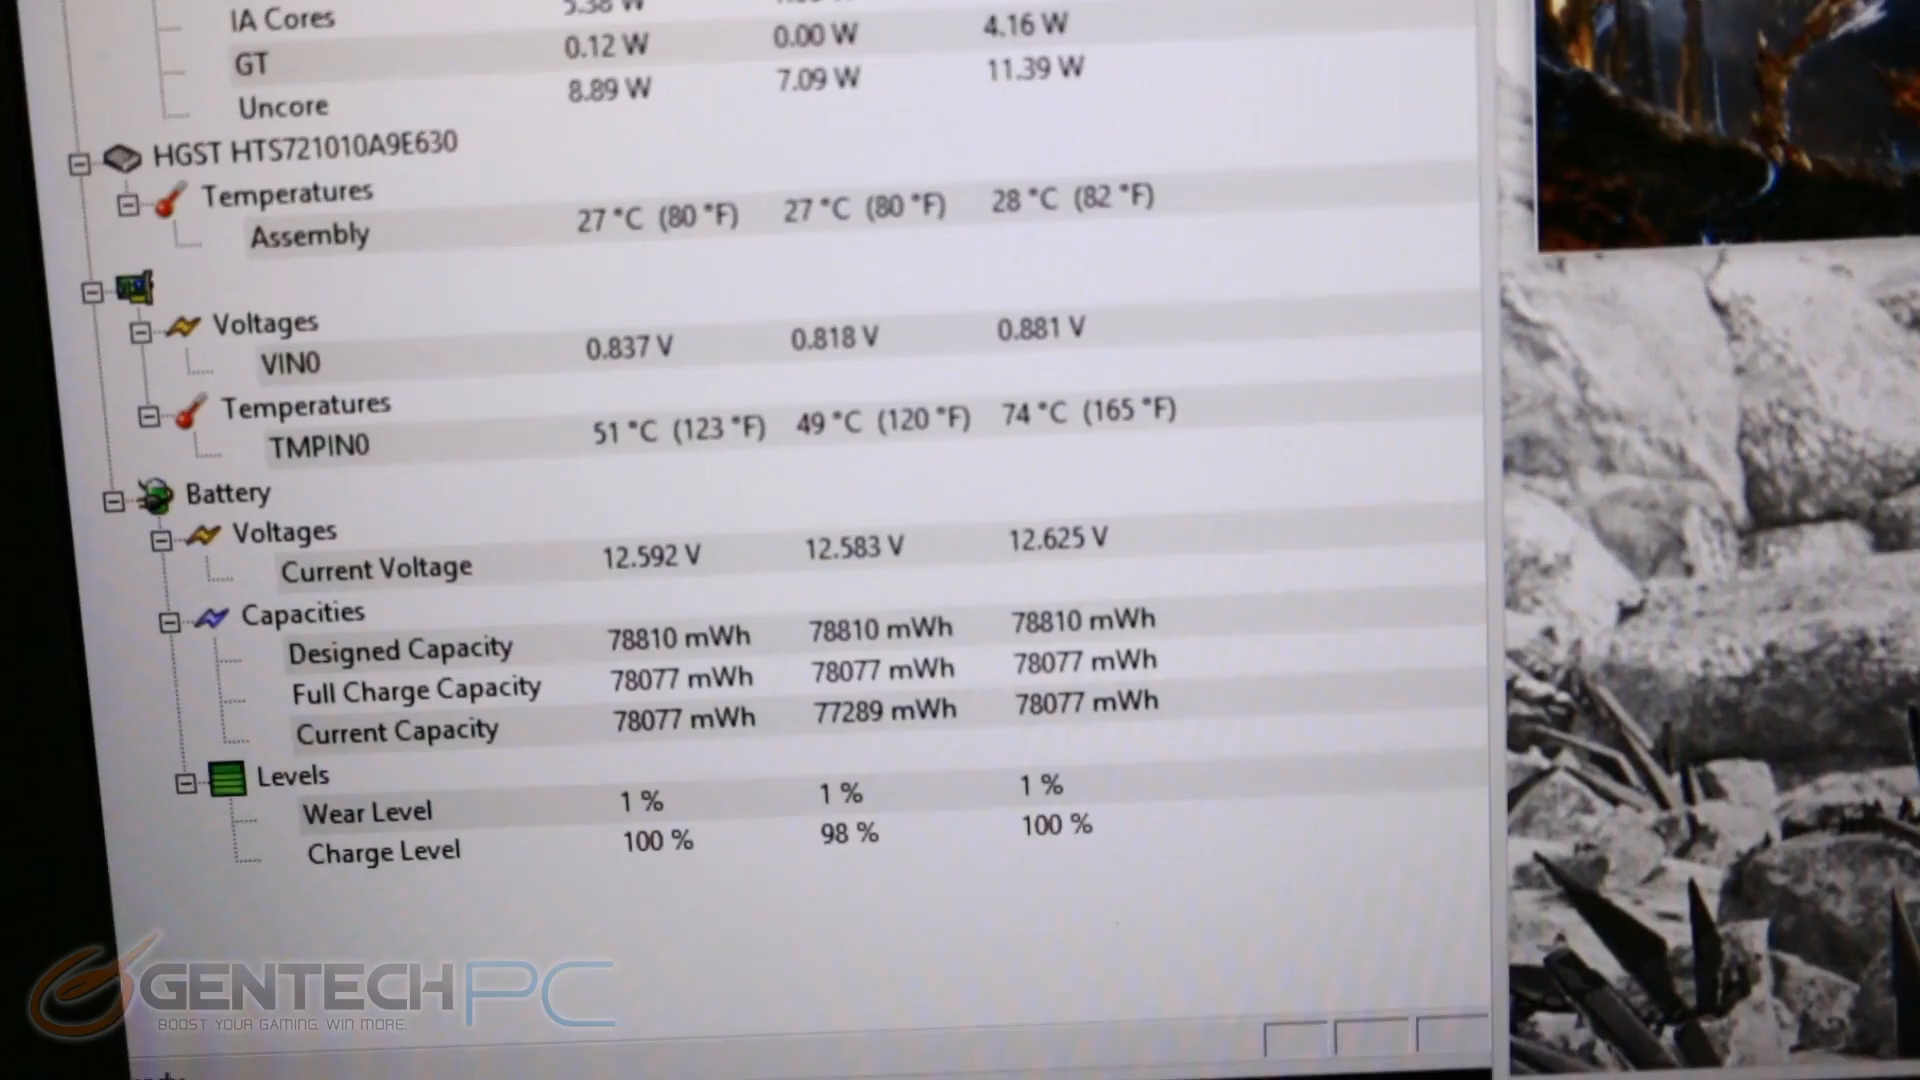 IA Cores 5.38 W
GT 0.12 W 0.00 W 4.16 W
Uncore 8.89 W 7.09 W 11.39 W
HGST HTS721010A9E630
Temperatures
Assembly 27 °C (80 °F) 27 °C (80 °F) 28 °C (82 °F)
Voltages
VIN0 0.837 V 0.818 V 0.881 V
Temperatures
TMPIN0 51 °C (123 °F) 49 °C (120 °F) 74 °C (165 °F)
Battery
Voltages
Current Voltage 12.592 V 12.583 V 12.625 V
Capacities
Designed Capacity 78810 mWh 78810 mWh 78810 mWh
Full Charge Capacity 78077 mWh 78077 mWh 78077 mWh
Current Capacity 78077 mWh 77289 mWh 78077 mWh
Levels
Wear Level 1 % 1 % 1 %
Charge Level 100 % 98 % 100 %
GENTECH PC
BOOST YOUR GAMING. WIN MORE.